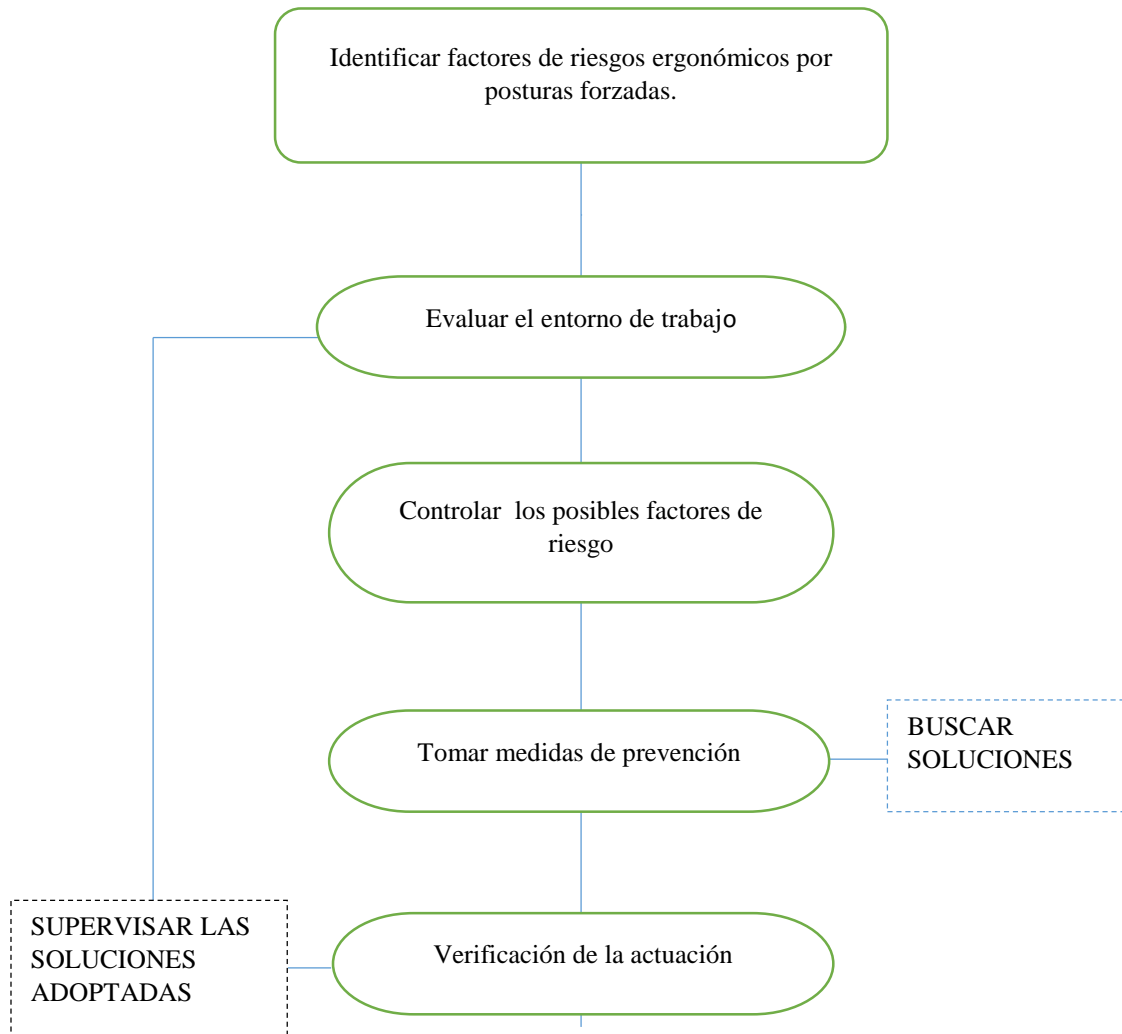 Identificar factores de riesgos ergonómicos por
posturas forzadas.
Evaluar el entorno de trabajo
Controlar  los posibles factores de
riesgo
Tomar medidas de prevención
BUSCAR
SOLUCIONES
Verificación de la actuación
SUPERVISAR LAS
SOLUCIONES
ADOPTADAS